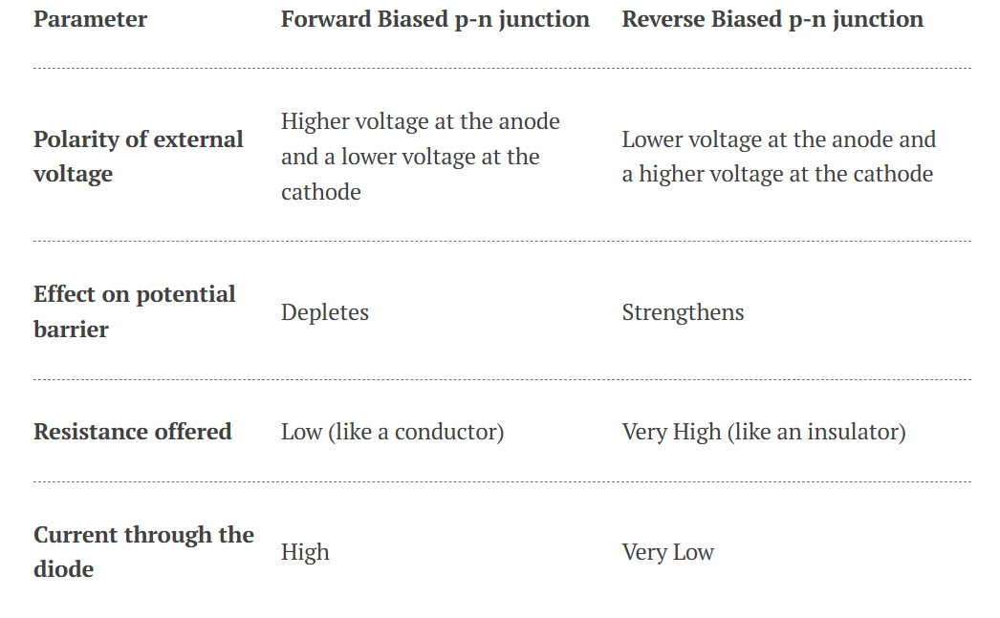 Parameter Forward Biased p-n junction Reverse Biased p-n junction
Polarity of external voltage Higher voltage at the anode and a lower voltage at the cathode Lower voltage at the anode and a higher voltage at the cathode
Effect on potential barrier Depletes Strengthens
Resistance offered Low (like a conductor) Very High (like an insulator)
Current through the diode High Very Low